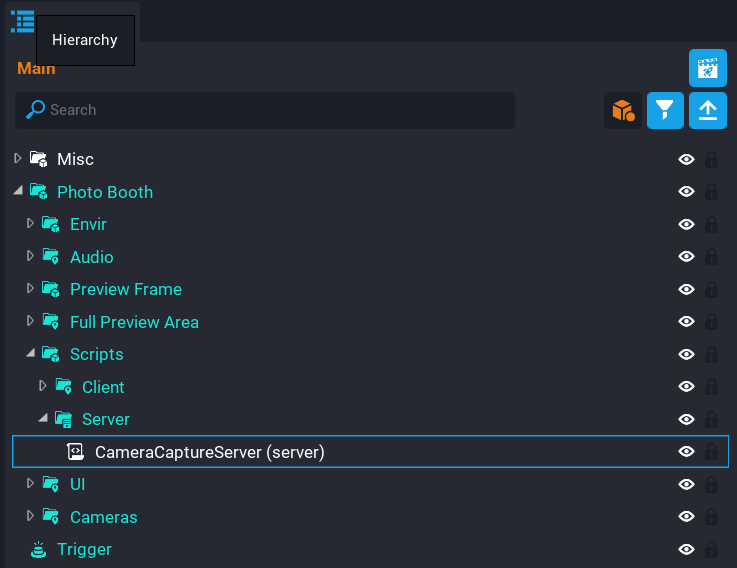 Hierarchy
Main
Search
Misc
Photo Booth
Envir
Audio
Preview Frame
Full Preview Area
Scripts
Client
Server
CameraCaptureServer (server)
UI
Cameras
Trigger